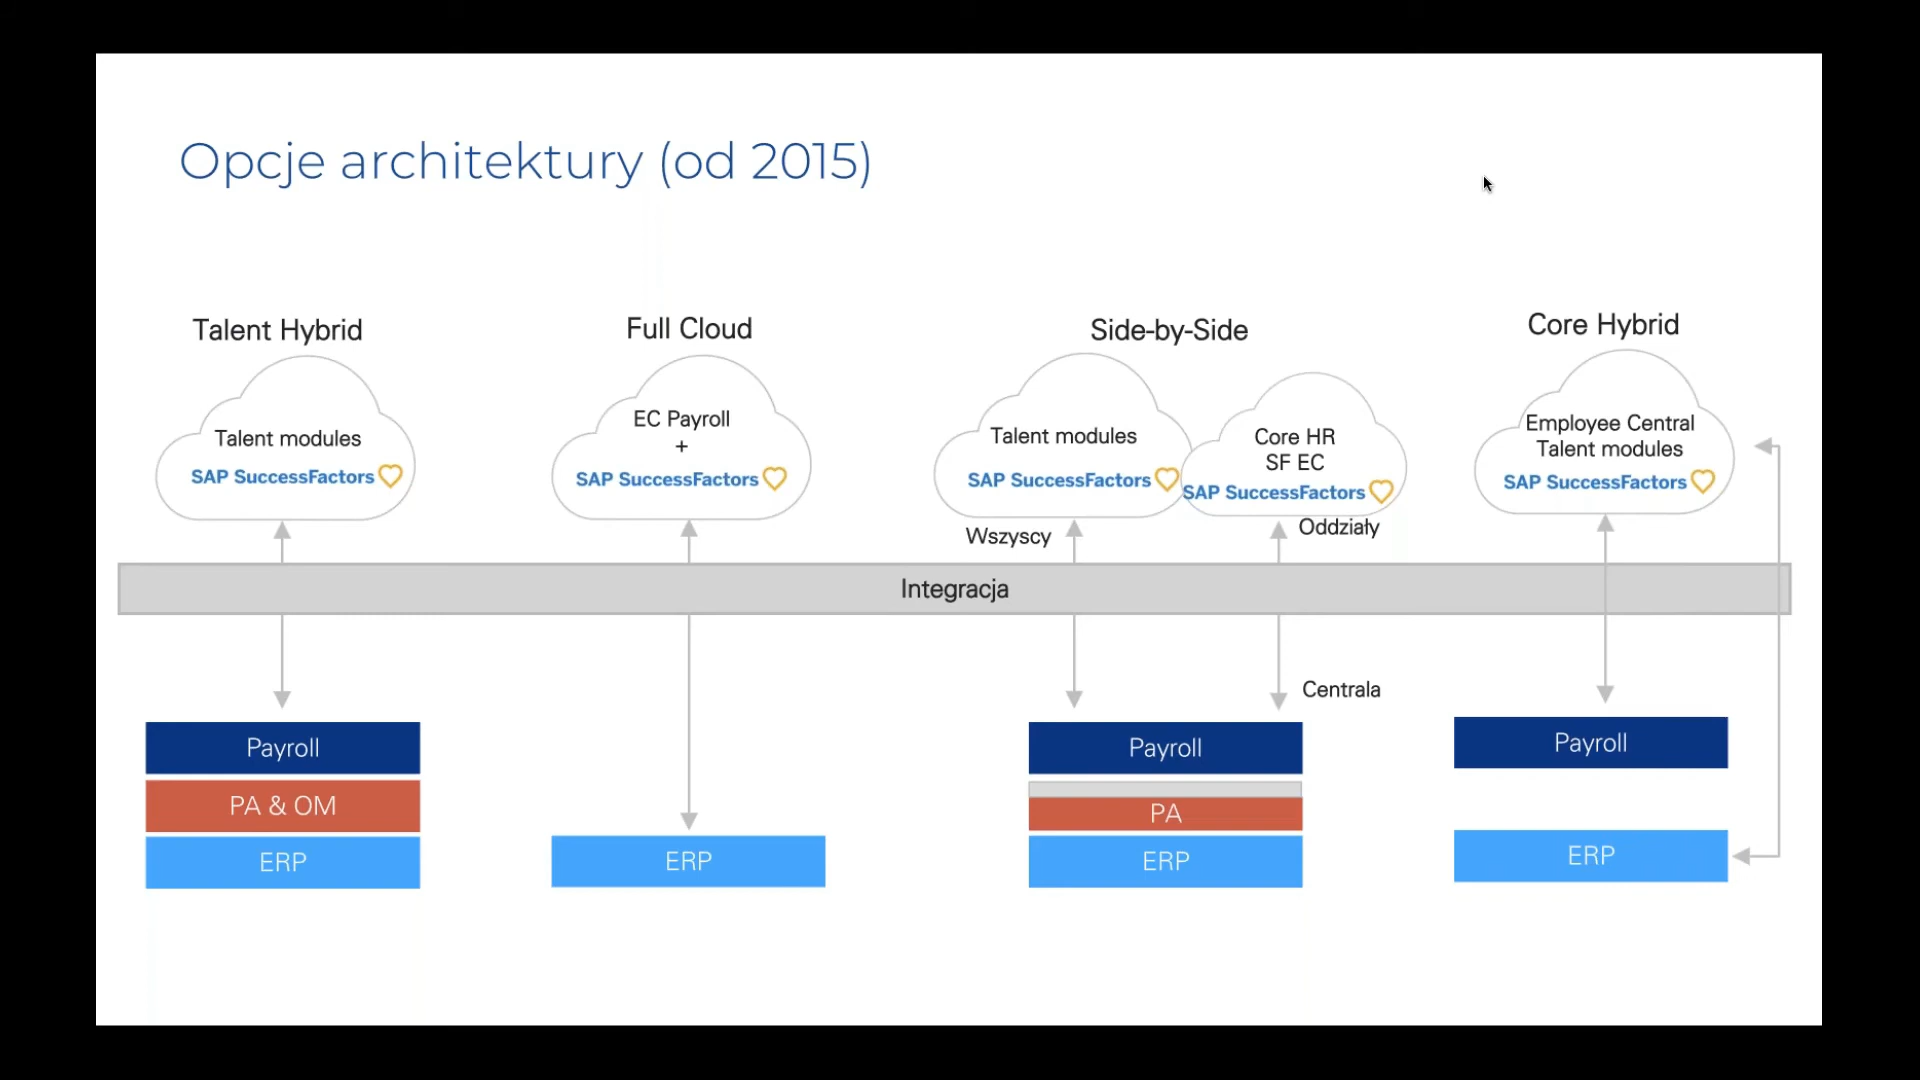 Opcje architektury (od 2015)
Talent Hybrid
Talent modules
SAP SuccessFactors
Full Cloud
EC Payroll
+
SAP SuccessFactors
Side-by-Side
Talent modules
SAP SuccessFactors
Core HR
SF EC
SAP SuccessFactors
Core Hybrid
Employee Central
Talent modules
SAP SuccessFactors
Wszyscy
Oddziały
Integracja
Centrala
Payroll
PA & OM
ERP
ERP
Payroll
PA
ERP
Payroll
ERP